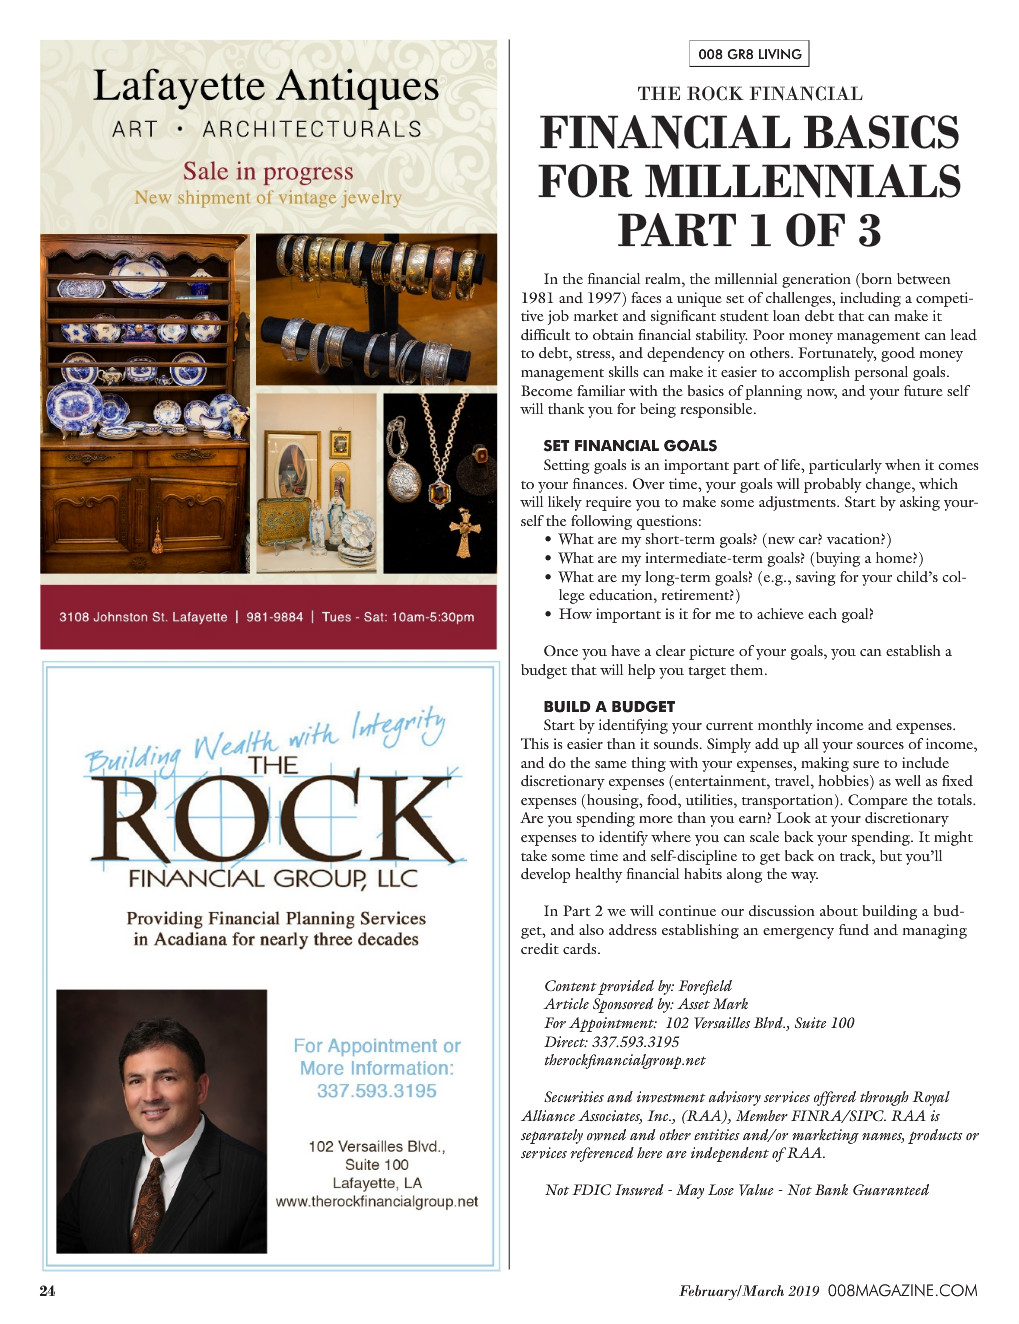 Lafayette Antiques
ART • ARCHITECTURALS
Sale in progress
New shipment of vintage jewelry
3108 Johnston St. Lafayette | 981-9884 | Tues - Sat: 10am-5:30pm
Building Wealth with Integrity
THE
ROCK
FINANCIAL GROUP, LLC
Providing Financial Planning Services
in Acadiana for nearly three decades
For Appointment or
More Information:
337.593.3195
102 Versailles Blvd.,
Suite 100
Lafayette, LA
www.therockfinancialgroup.net
008 GR8 LIVING
THE ROCK FINANCIAL
FINANCIAL BASICS
FOR MILLENNIALS
PART 1 OF 3
In the financial realm, the millennial generation (born between
1981 and 1997) faces a unique set of challenges, including a competi-
tive job market and significant student loan debt that can make it
difficult to obtain financial stability. Poor money management can lead
to debt, stress, and dependency on others. Fortunately, good money
management skills can make it easier to accomplish personal goals.
Become familiar with the basics of planning now, and your future self
will thank you for being responsible.
SET FINANCIAL GOALS
Setting goals is an important part of life, particularly when it comes
to your finances. Over time, your goals will probably change, which
will likely require you to make some adjustments. Start by asking your-
self the following questions:
• What are my short-term goals? (new car? vacation?)
• What are my intermediate-term goals? (buying a home?)
• What are my long-term goals? (e.g., saving for your child's col-
lege education, retirement?)
• How important is it for me to achieve each goal?
Once you have a clear picture of your goals, you can establish a
budget that will help you target them.
BUILD A BUDGET
Start by identifying your current monthly income and expenses.
This is easier than it sounds. Simply add up all your sources of income,
and do the same thing with your expenses, making sure to include
discretionary expenses (entertainment, travel, hobbies) as well as fixed
expenses (housing, food, utilities, transportation). Compare the totals.
Are you spending more than you earn? Look at your discretionary
expenses to identify where you can scale back your spending. It might
take some time and self-discipline to get back on track, but you'll
develop healthy financial habits along the way.
In Part 2 we will continue our discussion about building a bud-
get, and also address establishing an emergency fund and managing
credit cards.
Content provided by: Forefield
Article Sponsored by: Asset Mark
For Appointment: 102 Versailles Blvd., Suite 100
Direct: 337.593.3195
therockfinancialgroup.net
Securities and investment advisory services offered through Royal
Alliance Associates, Inc., (RAA), Member FINRA/SIPC. RAA is
separately owned and other entities and/or marketing names, products or
services referenced here are independent of RAA.
Not FDIC Insured - May Lose Value - Not Bank Guaranteed
24
February/March 2019 008MAGAZINE.COM